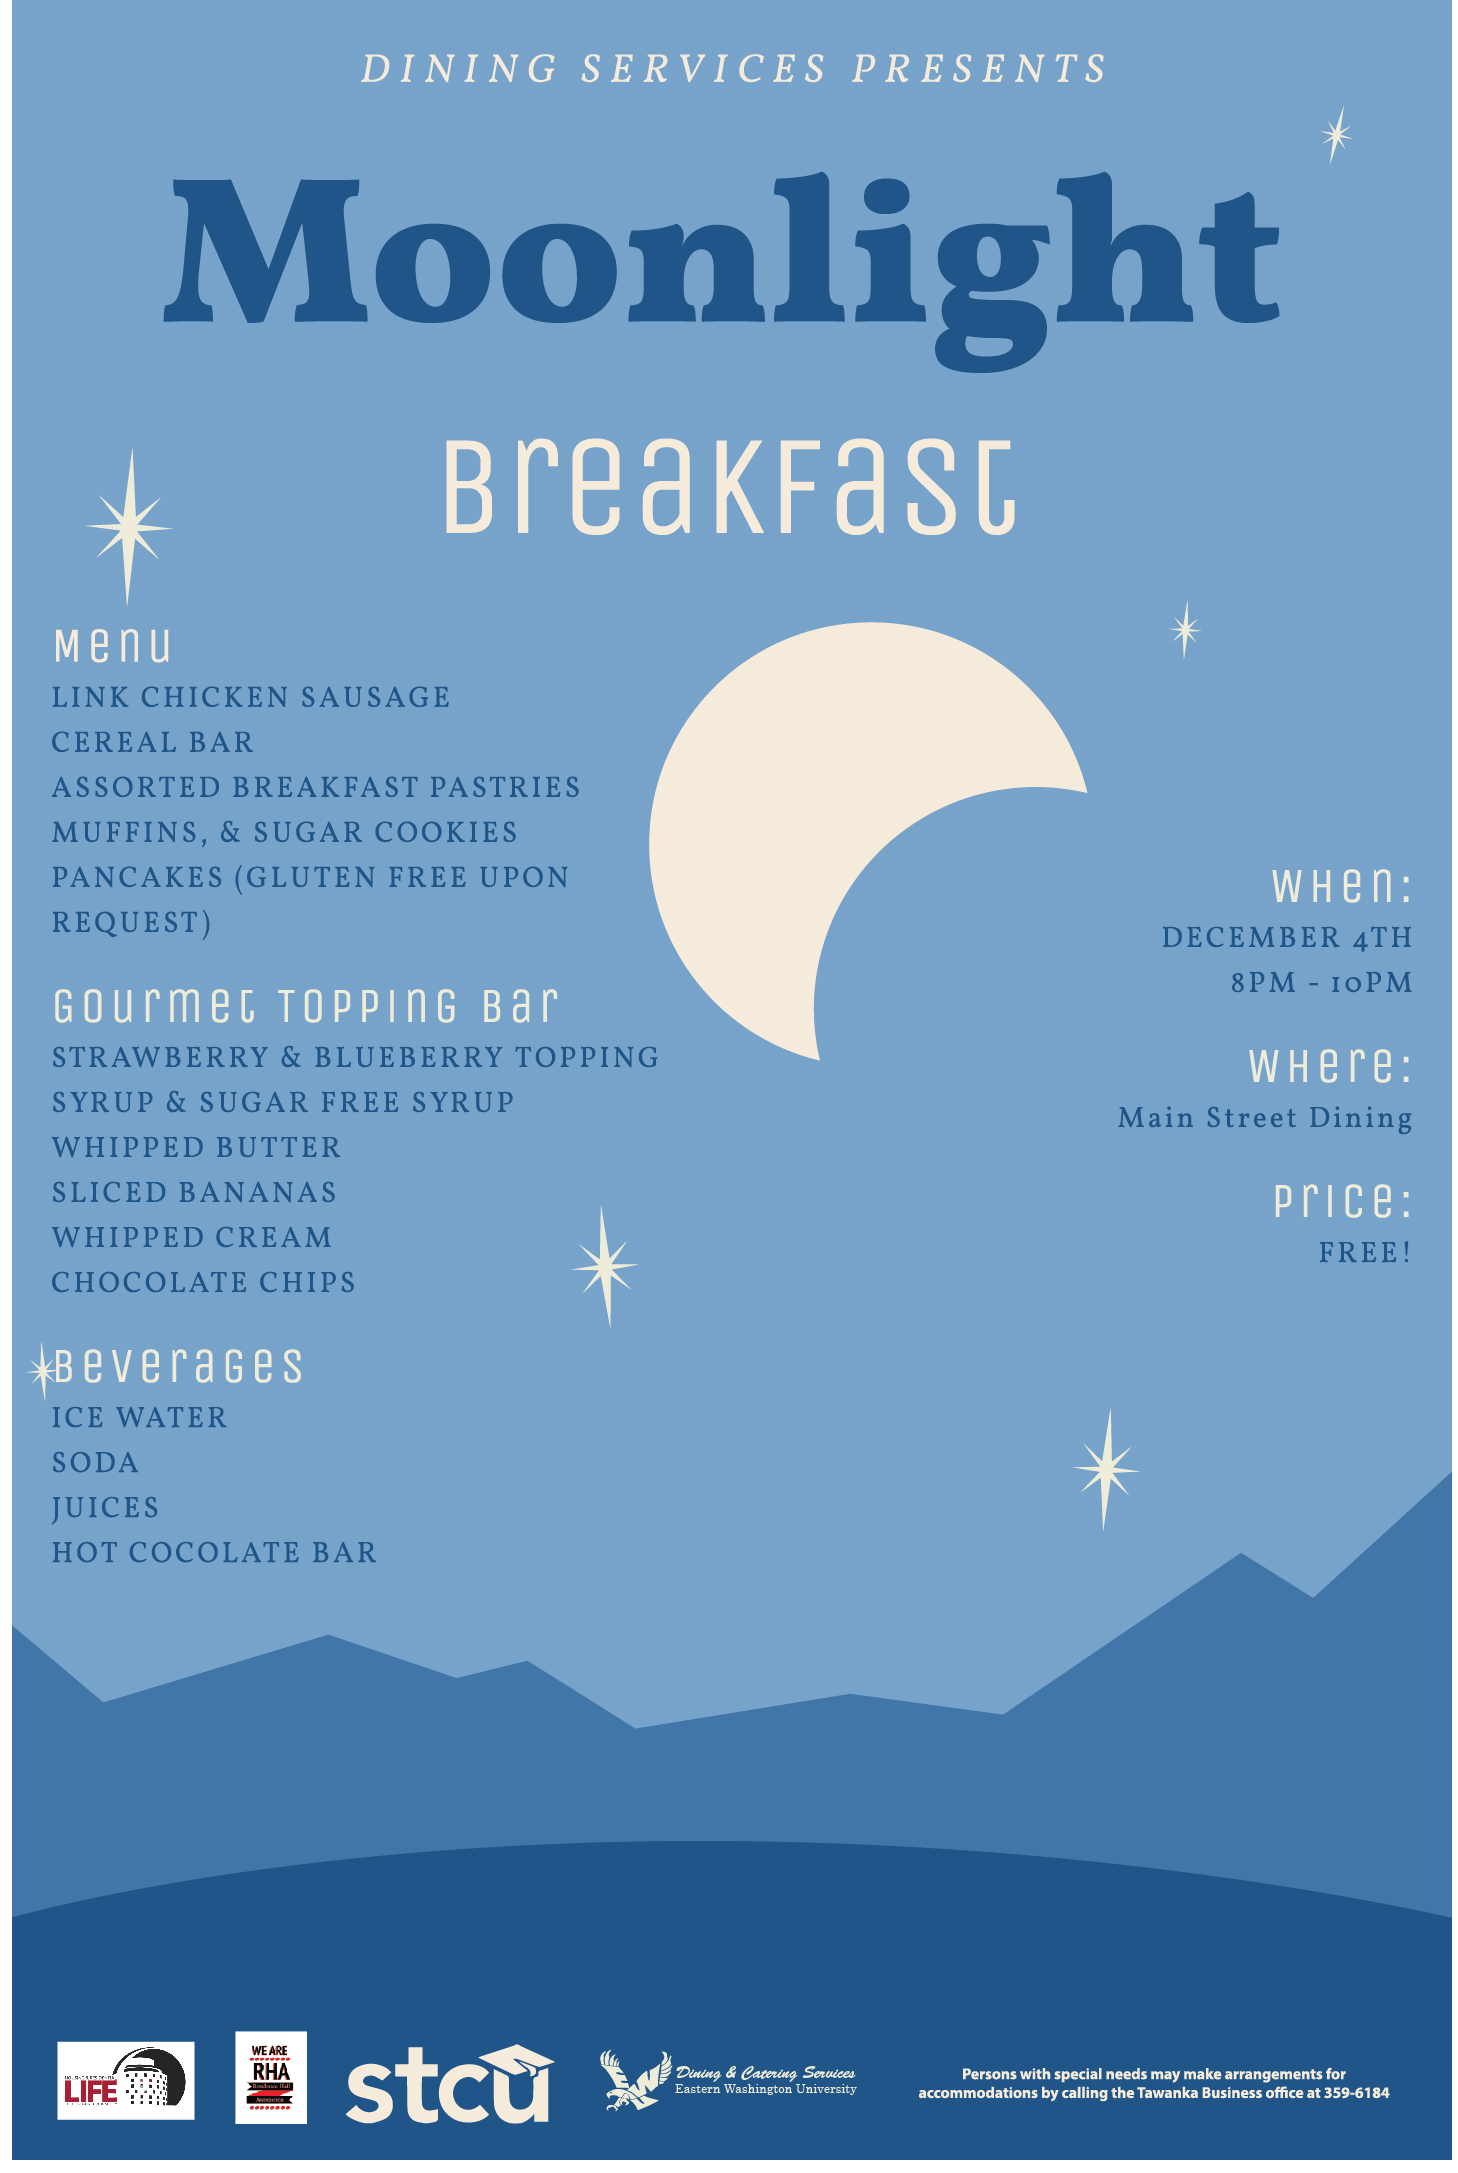 DINING SERVICES PRESENTS
Moonlight
Breakfast
Menu
LINK CHICKEN SAUSAGE
CEREAL BAR
ASSORTED BREAKFAST PASTRIES
MUFFINS, & SUGAR COOKIES
PANCAKES (GLUTEN FREE UPON
REQUEST)
Gourmet Topping Bar
STRAWBERRY & BLUEBERRY TOPPING
SYRUP & SUGAR FREE SYRUP
WHIPPED BUTTER
SLICED BANANAS
WHIPPED CREAM
CHOCOLATE CHIPS
Beverages
ICE WATER
SODA
JUICES
HOT COCOLATE BAR
When:
DECEMBER 4TH
8PM - 10PM
Where:
Main Street Dining
Price:
FREE!
LIFE
WE ARE
RHA
Residence Hall
Association
stcu
Dining & Catering Services
Eastern Washington University
Persons with special needs may make arrangements for
accommodations by calling the Tawanka Business office at 359-6184